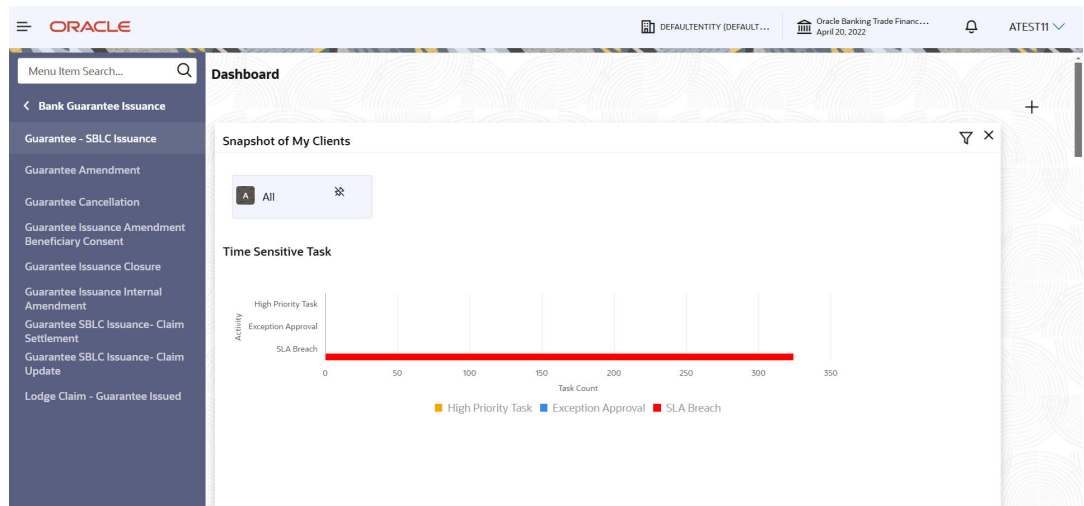 ORACLE
DEFAULTENTITY (DEFAULT...
Oracle Banking Trade Financ...
April 20, 2022
ATEST11
Menu Item Search...
Bank Guarantee Issuance
Guarantee - SBLC Issuance
Guarantee Amendment
Guarantee Cancellation
Guarantee Issuance Amendment
Beneficiary Consent
Guarantee Issuance Closure
Guarantee Issuance Internal
Amendment
Guarantee SBLC Issuance- Claim
Settlement
Guarantee SBLC Issuance- Claim
Update
Lodge Claim - Guarantee Issued
Dashboard
Snapshot of My Clients
A All
Time Sensitive Task
Activity
High Priority Task
Exception Approval
SLA Breach
0 50 100 150 200 250 300 350
Task Count
High Priority Task Exception Approval SLA Breach